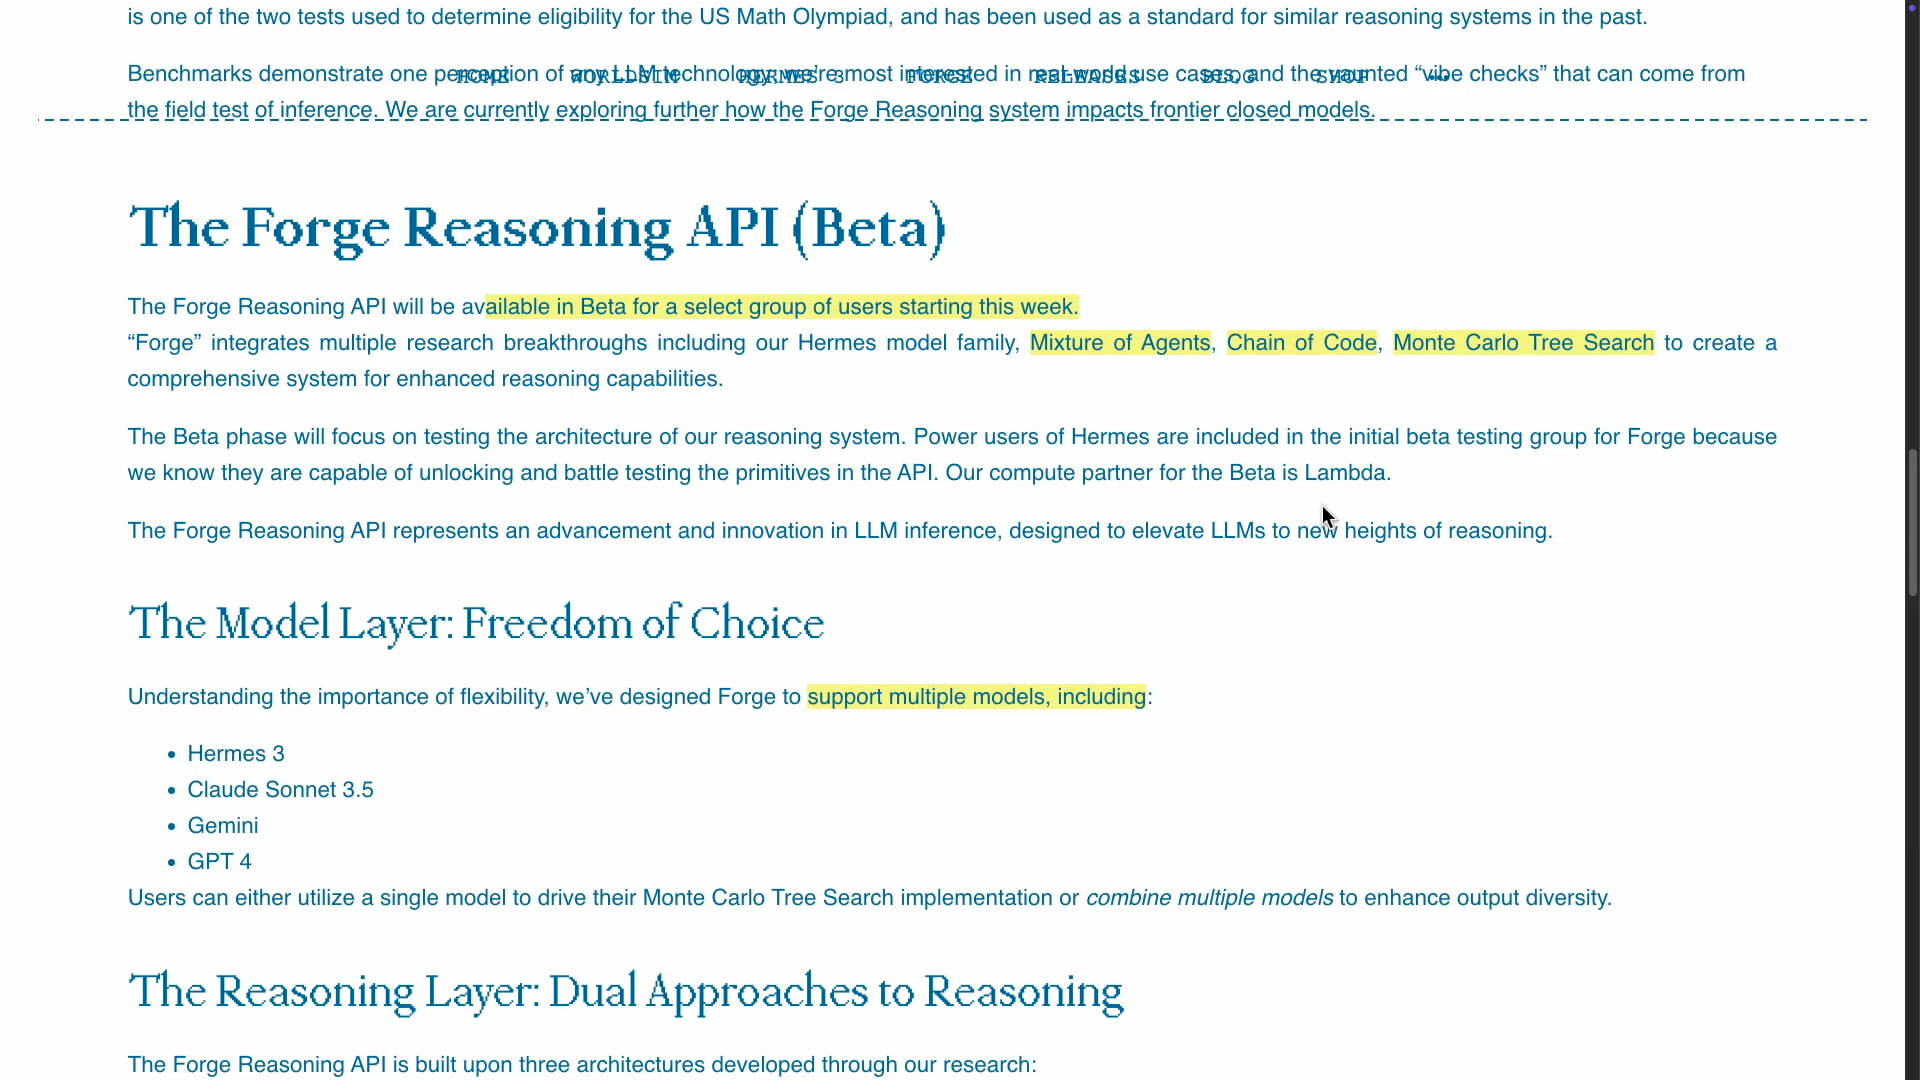 is one of the two tests used to determine eligibility for the US Math Olympiad, and has been used as a standard for similar reasoning systems in the past.
HOME WORLDSIM HERMES 3 FORGE RELEASES BLOG SHOP •••
Benchmarks demonstrate one perception of any LLM technology; we’re most interested in real world use cases, and the vaunted “vibe checks” that can come from
the field test of inference. We are currently exploring further how the Forge Reasoning system impacts frontier closed models.
The Forge Reasoning API (Beta)
The Forge Reasoning API will be available in Beta for a select group of users starting this week.
“Forge” integrates multiple research breakthroughs including our Hermes model family, Mixture of Agents, Chain of Code, Monte Carlo Tree Search to create a
comprehensive system for enhanced reasoning capabilities.
The Beta phase will focus on testing the architecture of our reasoning system. Power users of Hermes are included in the initial beta testing group for Forge because
we know they are capable of unlocking and battle testing the primitives in the API. Our compute partner for the Beta is Lambda.
The Forge Reasoning API represents an advancement and innovation in LLM inference, designed to elevate LLMs to new heights of reasoning.
The Model Layer: Freedom of Choice
Understanding the importance of flexibility, we’ve designed Forge to support multiple models, including:
• Hermes 3
• Claude Sonnet 3.5
• Gemini
• GPT 4
Users can either utilize a single model to drive their Monte Carlo Tree Search implementation or combine multiple models to enhance output diversity.
The Reasoning Layer: Dual Approaches to Reasoning
The Forge Reasoning API is built upon three architectures developed through our research: